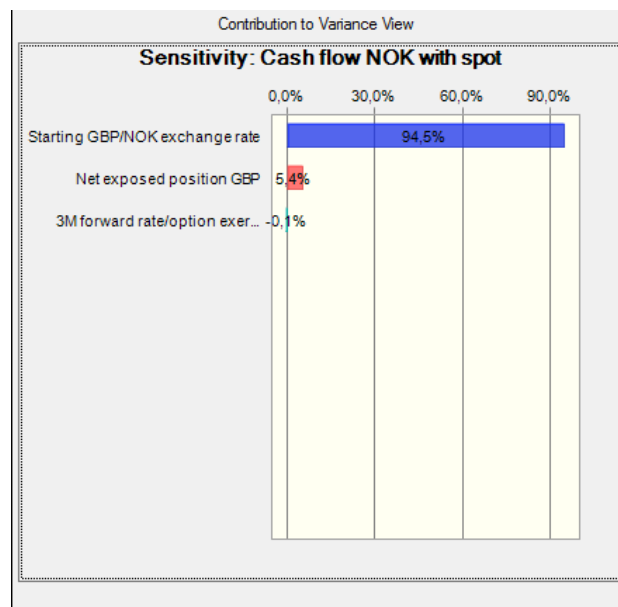 Contribution to Variance View
Sensitivity: Cash flow NOK with spot
0,0% 30,0% 60,0% 90,0%
Starting GBP/NOK exchange rate 94,5%
Net exposed position GBP 5,4%
3M forward rate/option exer... -0,1%